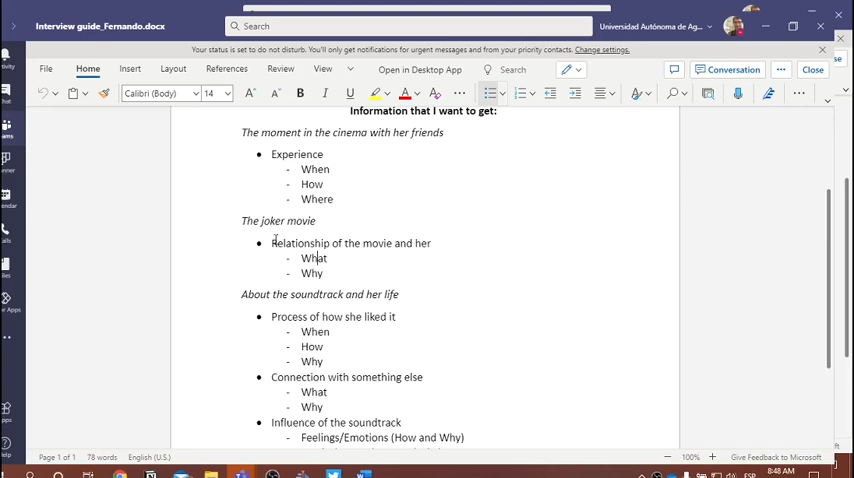 Interview guide_Fernando.docx
Search
Universidad Autónoma de Ag...
Your status is set to do not disturb. You'll only get notifications for urgent messages and from your priority contacts. Change settings.
File Home Insert Layout References Review View Open in Desktop App Search Conversation Close
Calibri (Body) 14
Information that I want to get:
The moment in the cinema with her friends
Experience
- When
- How
- Where
The joker movie
Relationship of the movie and her
- What
- Why
About the soundtrack and her life
Process of how she liked it
- When
- How
- Why
Connection with something else
- What
- Why
Influence of the soundtrack
- Feelings/Emotions (How and Why)
Page 1 of 1 78 words English (U.S.) 100% Give Feedback to Microsoft
ESP 8:48 AM